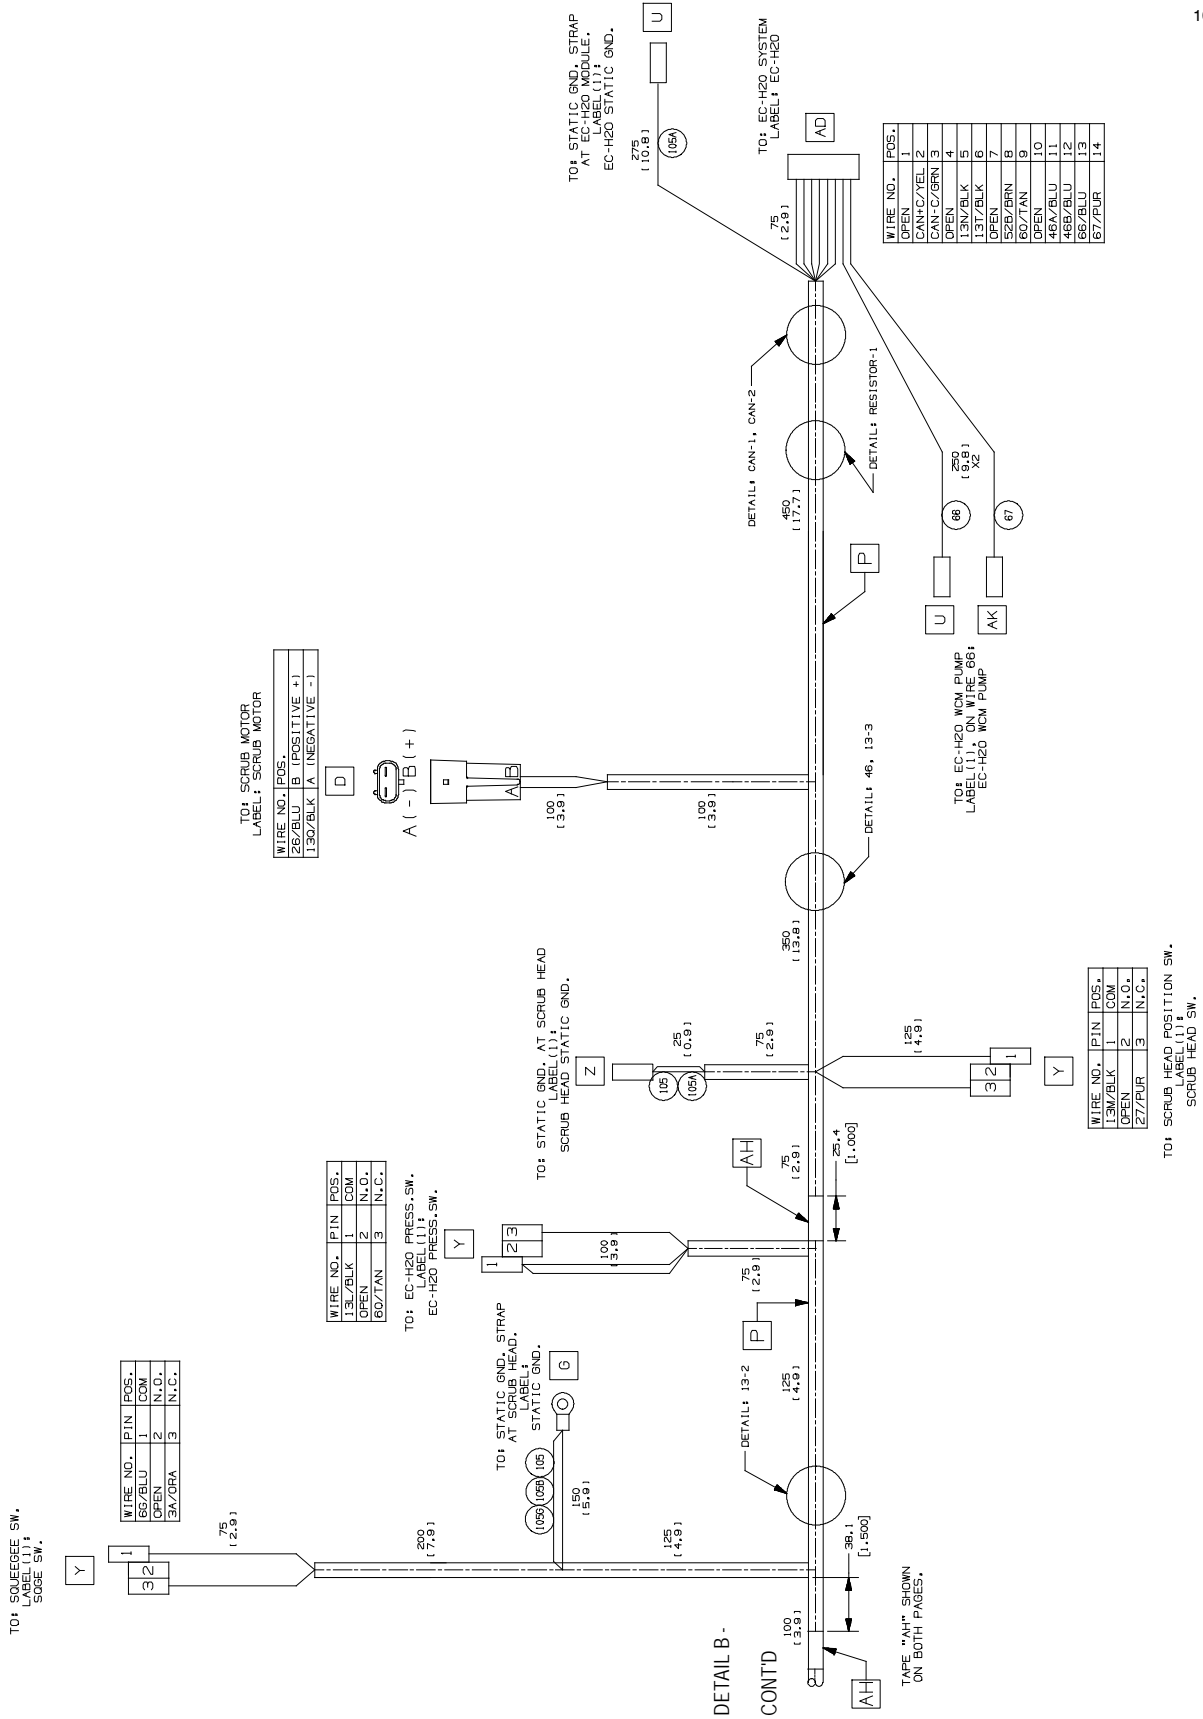 TO: SQUEEGEE SW.
LABEL(1):
SQGE SW.
Y
3 2
1
WIRE NO. PIN POS.
6G/BLU 1 COM
OPEN 2 N.O.
3A/ORA 3 N.C.
75
[2.9]
200
[7.9]
125
[4.9]
TO: STATIC GND. STRAP
AT SCRUB HEAD.
LABEL:
STATIC GND.
G
105G 105B 105
150
[5.9]
WIRE NO. PIN POS.
13L/BLK 1 COM
OPEN 2 N.O.
60/TAN 3 N.C.
TO: EC-H2O PRESS.SW.
LABEL(1):
EC-H2O PRESS.SW.
Y
1
2 3
100
[3.9]
75
[2.9]
TO: STATIC GND. AT SCRUB HEAD
LABEL(1):
SCRUB HEAD STATIC GND.
Z
105
105A
25
[0.9]
75
[2.9]
TO: SCRUB MOTOR
LABEL: SCRUB MOTOR
WIRE NO. POS.
26/BLU B (POSITIVE +)
13Q/BLK A (NEGATIVE -)
D
A(-) B(+)
A B
100
[3.9]
100
[3.9]
TO: STATIC GND. STRAP
AT EC-H2O MODULE.
LABEL(1):
EC-H2O STATIC GND.
U
275
[10.8]
105A
TO: EC-H2O SYSTEM
LABEL: EC-H2O
AD
75
[2.9]
WIRE NO. POS.
OPEN 1
CAN+C/YEL 2
CAN-C/GRN 3
OPEN 4
13N/BLK 5
13T/BLK 6
OPEN 7
52B/BRN 8
60/TAN 9
OPEN 10
46A/BLU 11
46B/BLU 12
66/BLU 13
67/PUR 14
DETAIL B -
CONT'D
100
[3.9]
AH
TAPE "AH" SHOWN
ON BOTH PAGES.
38.1
[1.500]
DETAIL: 13-2
125
[4.9]
P
AH
75
[2.9]
25.4
[1.000]
350
[13.8]
DETAIL: 46, 13-3
P
450
[17.7]
DETAIL: CAN-1, CAN-2
DETAIL: RESISTOR-1
125
[4.9]
3 2
1
Y
WIRE NO. PIN POS.
13M/BLK 1 COM
OPEN 2 N.O.
27/PUR 3 N.C.
TO: SCRUB HEAD POSITION SW.
LABEL(1):
SCRUB HEAD SW.
TO: EC-H2O WCM PUMP
LABEL(1), ON WIRE 66:
EC-H2O WCM PUMP
U
AK
66
67
250
[9.8]
X2